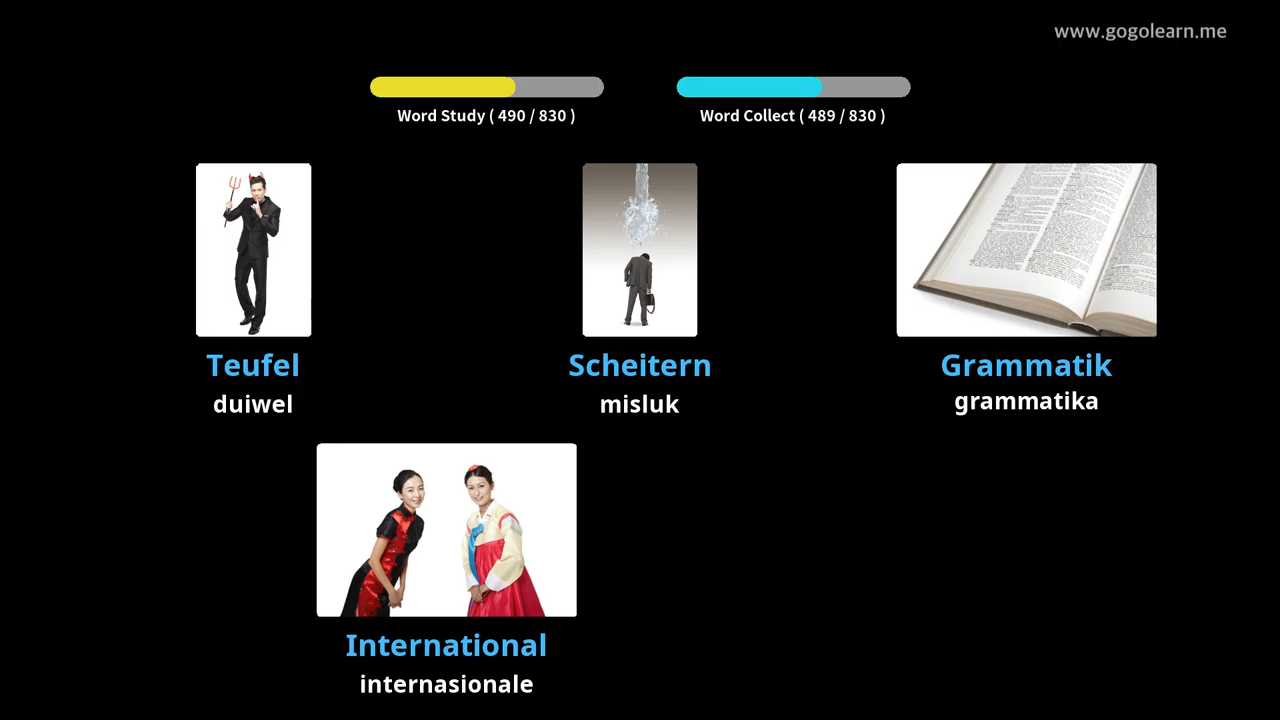 www.gogolearn.me
Word Study ( 490 / 830 )
Word Collect ( 489 / 830 )
Teufel
duiwel
Scheitern
misluk
Grammatik
grammatika
International
internasionale